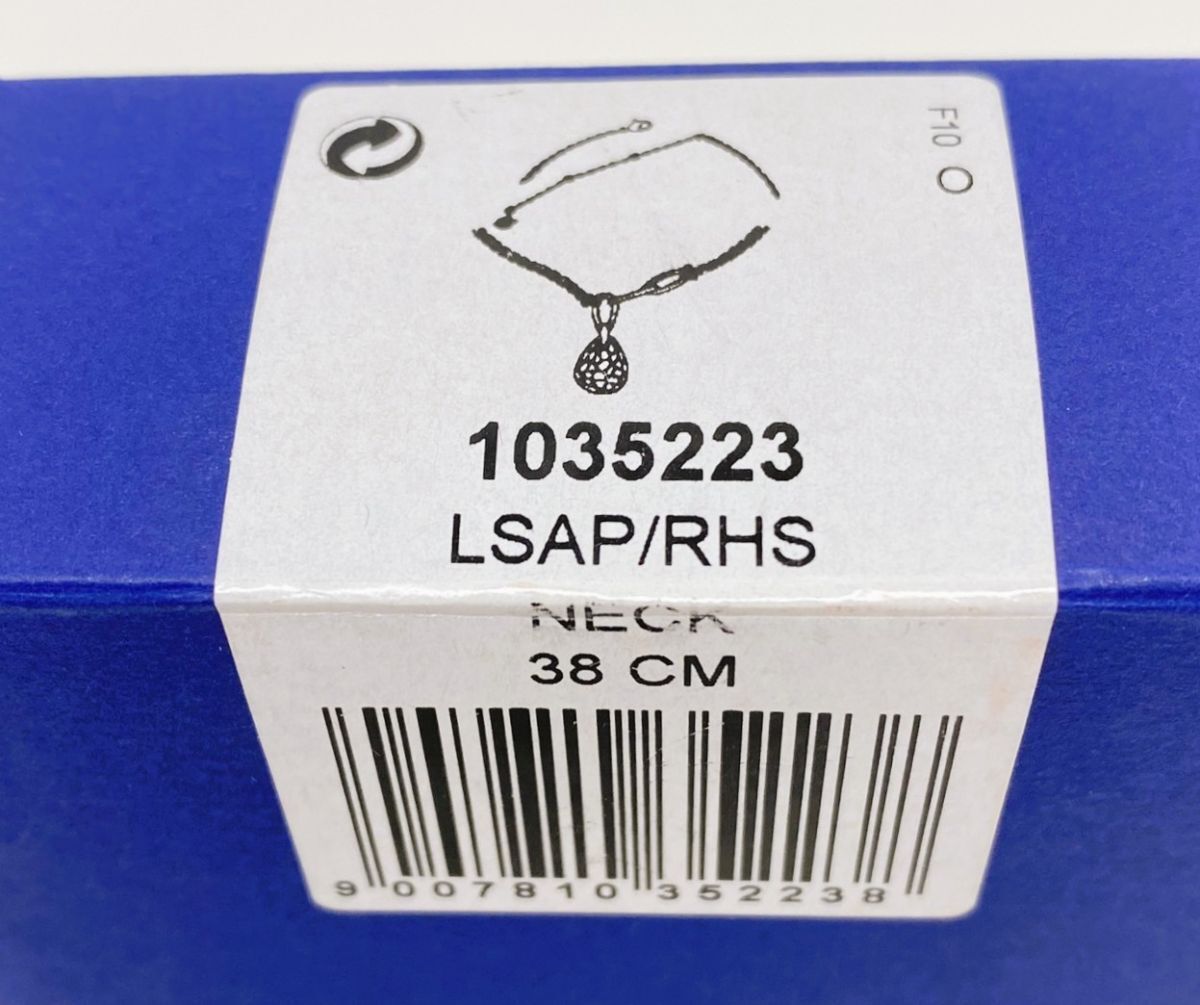 F10 O
1035223
LSAP/RHS
NECK
38 CM
9 007810 352238